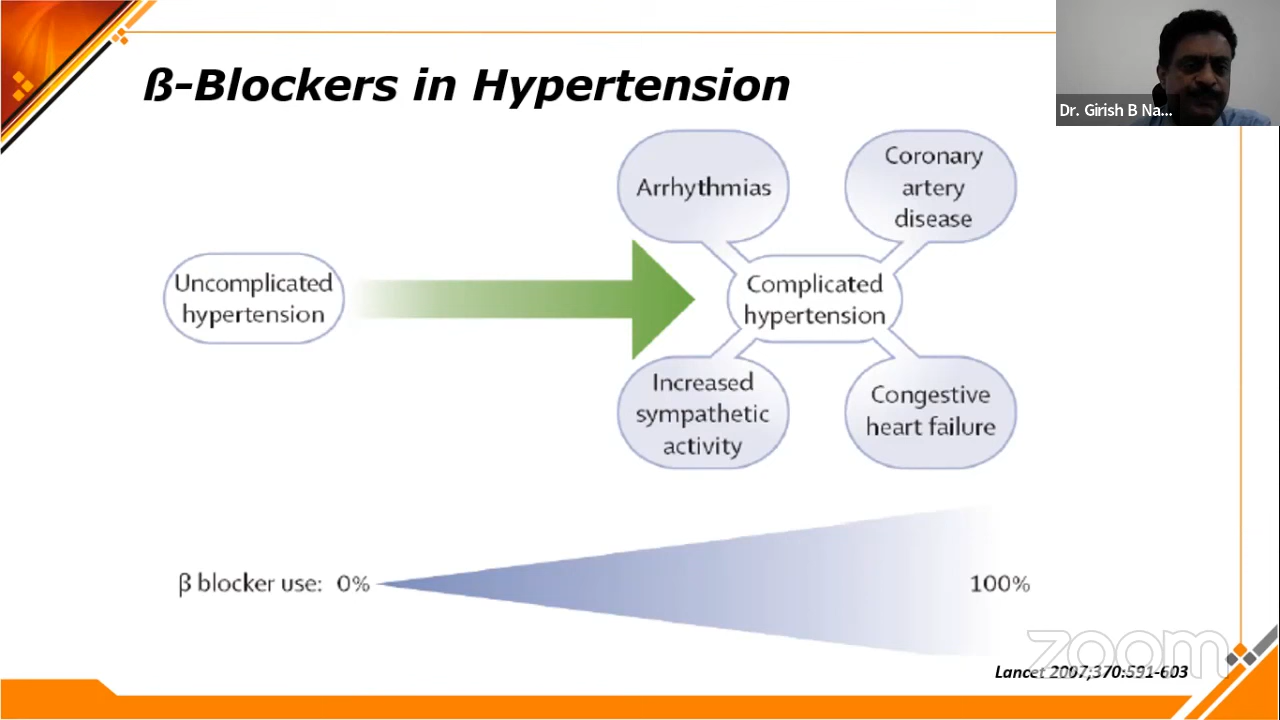 ß-Blockers in Hypertension
Dr. Girish B Na...
Arrhythmias
Coronary
artery
disease
Uncomplicated
hypertension
Complicated
hypertension
Increased
sympathetic
activity
Congestive
heart failure
β blocker use: 0%
100%
zoom
Lancet 2007;370:591-603